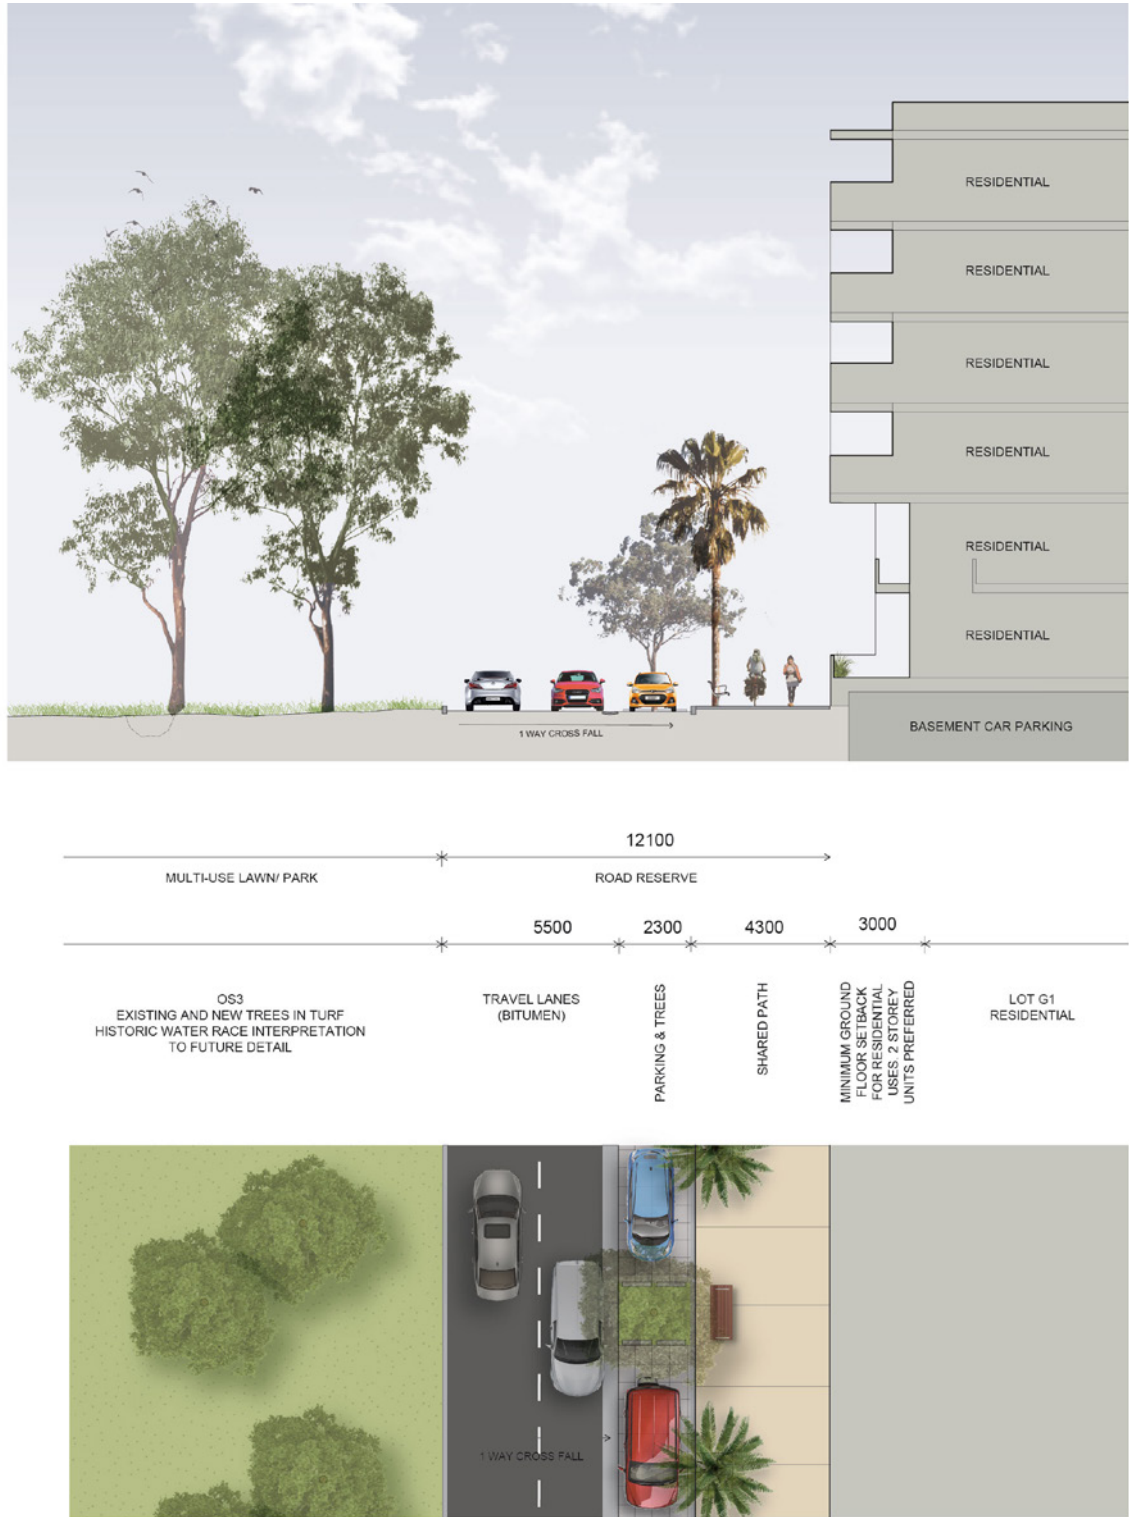 RESIDENTIAL
RESIDENTIAL
RESIDENTIAL
RESIDENTIAL
RESIDENTIAL
RESIDENTIAL
BASEMENT CAR PARKING
1 WAY CROSS FALL
12100
MULTI-USE LAWN/ PARK
ROAD RESERVE
5500
2300
4300
3000
OS3
EXISTING AND NEW TREES IN TURF
HISTORIC WATER RACE INTERPRETATION
TO FUTURE DETAIL
TRAVEL LANES
(BITUMEN)
PARKING & TREES
SHARED PATH
MINIMUM GROUND
FLOOR SETBACK
FOR RESIDENTIAL
USES. 2 STOREY
UNITS PREFERRED
LOT G1
RESIDENTIAL
1 WAY CROSS FALL